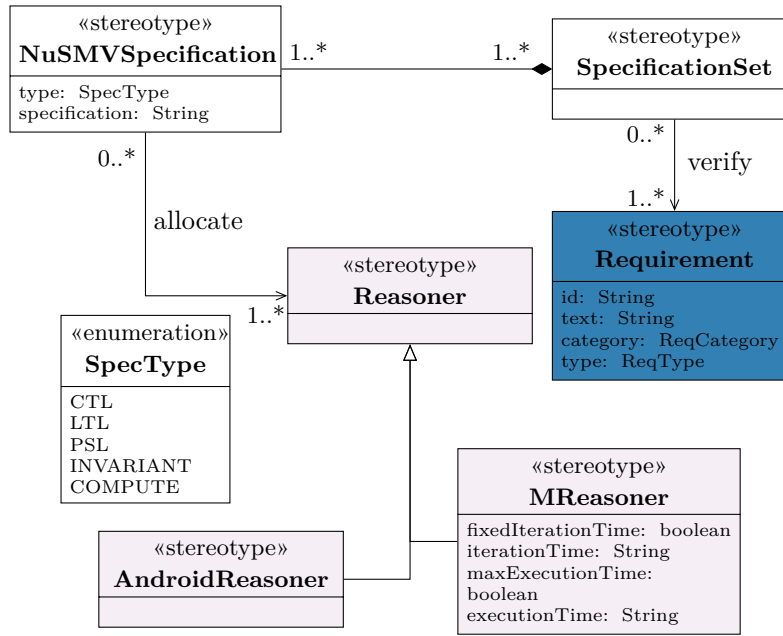 «stereotype»
NuSMVSpecification
type: SpecType
specification: String
1..*
1..*
«stereotype»
SpecificationSet
0..*
allocate
1..*
0..*
verify
1..*
«stereotype»
Requirement
id: String
text: String
category: ReqCategory
type: ReqType
«stereotype»
Reasoner
«enumeration»
SpecType
CTL
LTL
PSL
INVARIANT
COMPUTE
«stereotype»
MReasoner
fixedIterationTime: boolean
iterationTime: String
maxExecutionTime:
boolean
executionTime: String
«stereotype»
AndroidReasoner